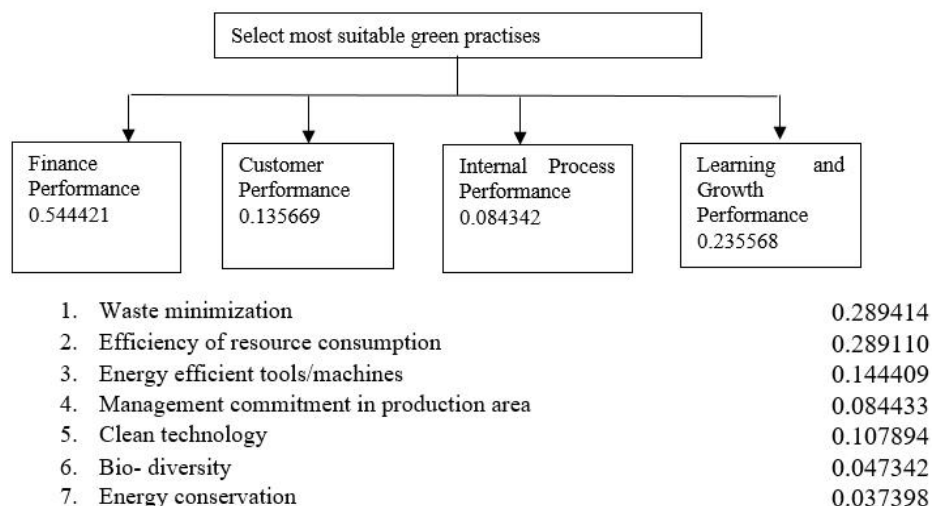 Select most suitable green practises
Finance
Performance
0.544421
Customer
Performance
0.135669
Internal Process
Performance
0.084342
Learning and
Growth
Performance
0.235568
1. Waste minimization 0.289414
2. Efficiency of resource consumption 0.289110
3. Energy efficient tools/machines 0.144409
4. Management commitment in production area 0.084433
5. Clean technology 0.107894
6. Bio- diversity 0.047342
7. Energy conservation 0.037398